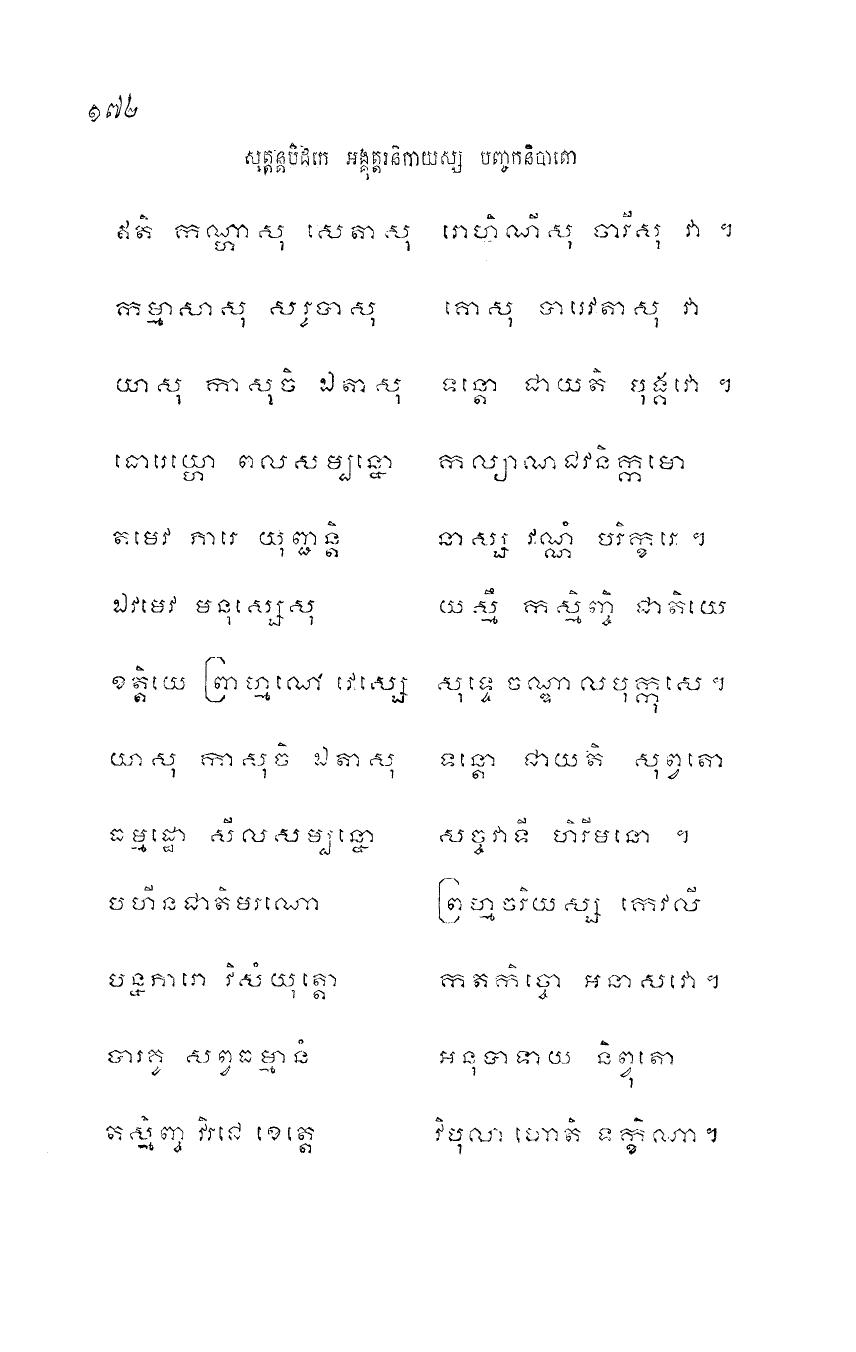 ១៧៤
សុត្តន្តបិដកេ អង្គុត្តរនិកាយស្ស បញ្ចកនិបាតោ
ឥតិ កណ្ហាសុ សេតាសុ រោហិណីសុ ហរីសុ វា ។
កម្មាសាសុ សរូបាសុ គោសុ បារេវតាសុ វា
យាសុ កាសុចិ ឯតាសុ ទន្តោ ជាយតិ បុង្គវោ ។
ធោរយ្ហោ ពលសម្បន្នោ កល្យាណជវនិក្កមោ
តមេវ ភារេ យុញ្ជន្តិ នាស្ស វណ្ណំ បរិក្ខរេ ។
ឯវមេវ មនុស្សេសុ យស្មឹ កស្មិញ្ចិ ជាតិយេ
ខត្តិយេ ព្រាហ្មណេ វេស្សេ សុទ្ទេ ចណ្ឌាលបុក្កុសេ ។
យាសុ កាសុចិ ឯតាសុ ទន្តោ ជាយតិ សុព្វតោ
ធម្មដ្ឋោ សីលសម្បន្នោ សច្ចវាទី ហិរីមនោ ។
បហីនជាតិមរណោ ព្រហ្មចរិយស្ស កេវលី
បន្នភារោ វិសំយុត្តោ កតកិច្ចោ អនាសវោ ។
បារគូ សព្វធម្មានំ អនុបាទាយ និព្វុតោ
តស្មិញ្ច វិរជេ ខេត្តេ វិបុលា ហោតិ ទក្ខិណា ។